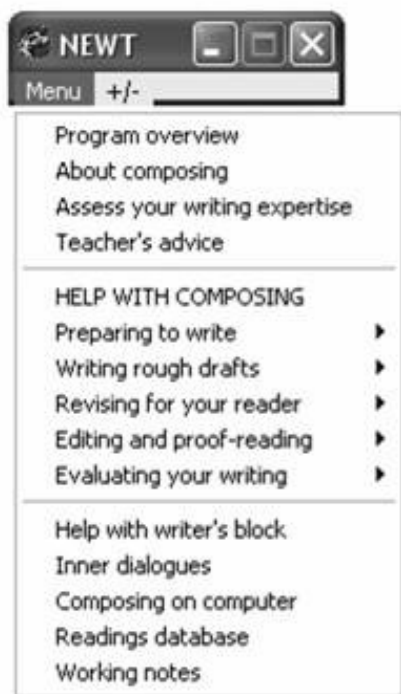 NEWT
Menu +/-
Program overview
About composing
Assess your writing expertise
Teacher's advice
HELP WITH COMPOSING
Preparing to write
Writing rough drafts
Revising for your reader
Editing and proof-reading
Evaluating your writing
Help with writer's block
Inner dialogues
Composing on computer
Readings database
Working notes